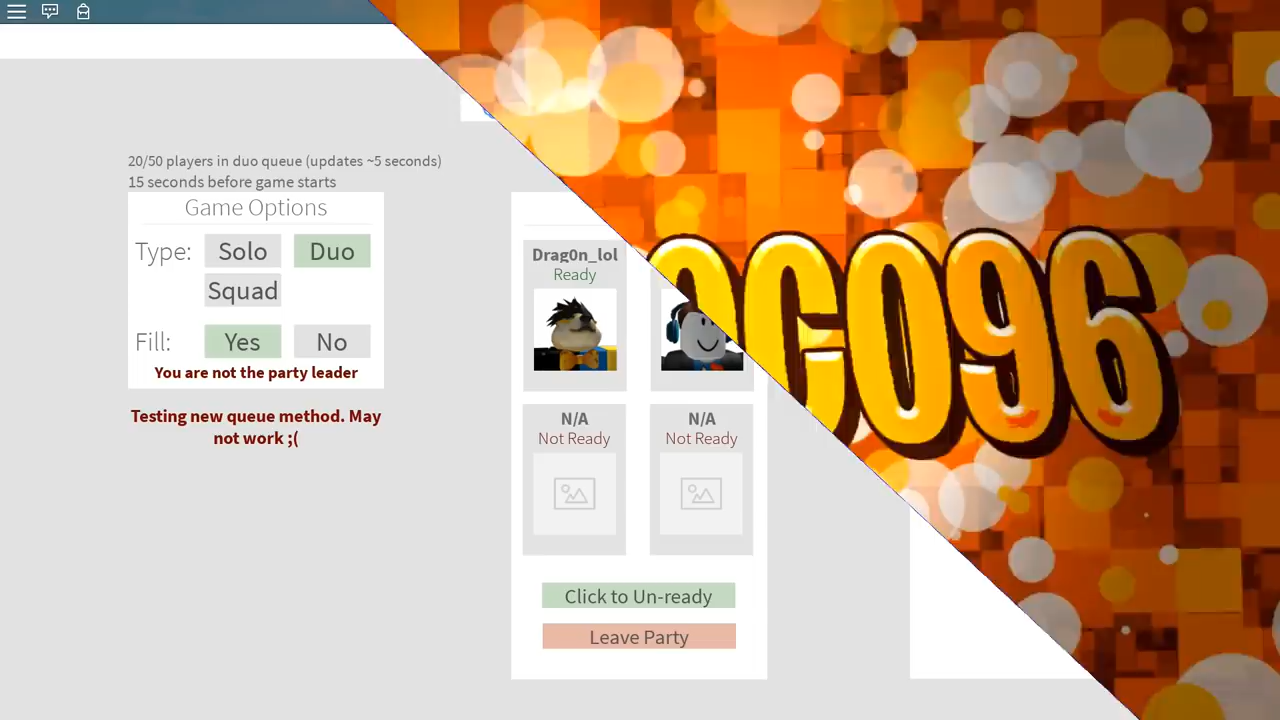 20/50 players in duo queue (updates ~5 seconds)
15 seconds before game starts
Game Options
Type: Solo Duo
Squad
Fill: Yes No
You are not the party leader
Testing new queue method. May
not work ;(
Drag0n_lol
Ready
N/A
Not Ready
N/A
Not Ready
Click to Un-ready
Leave Party